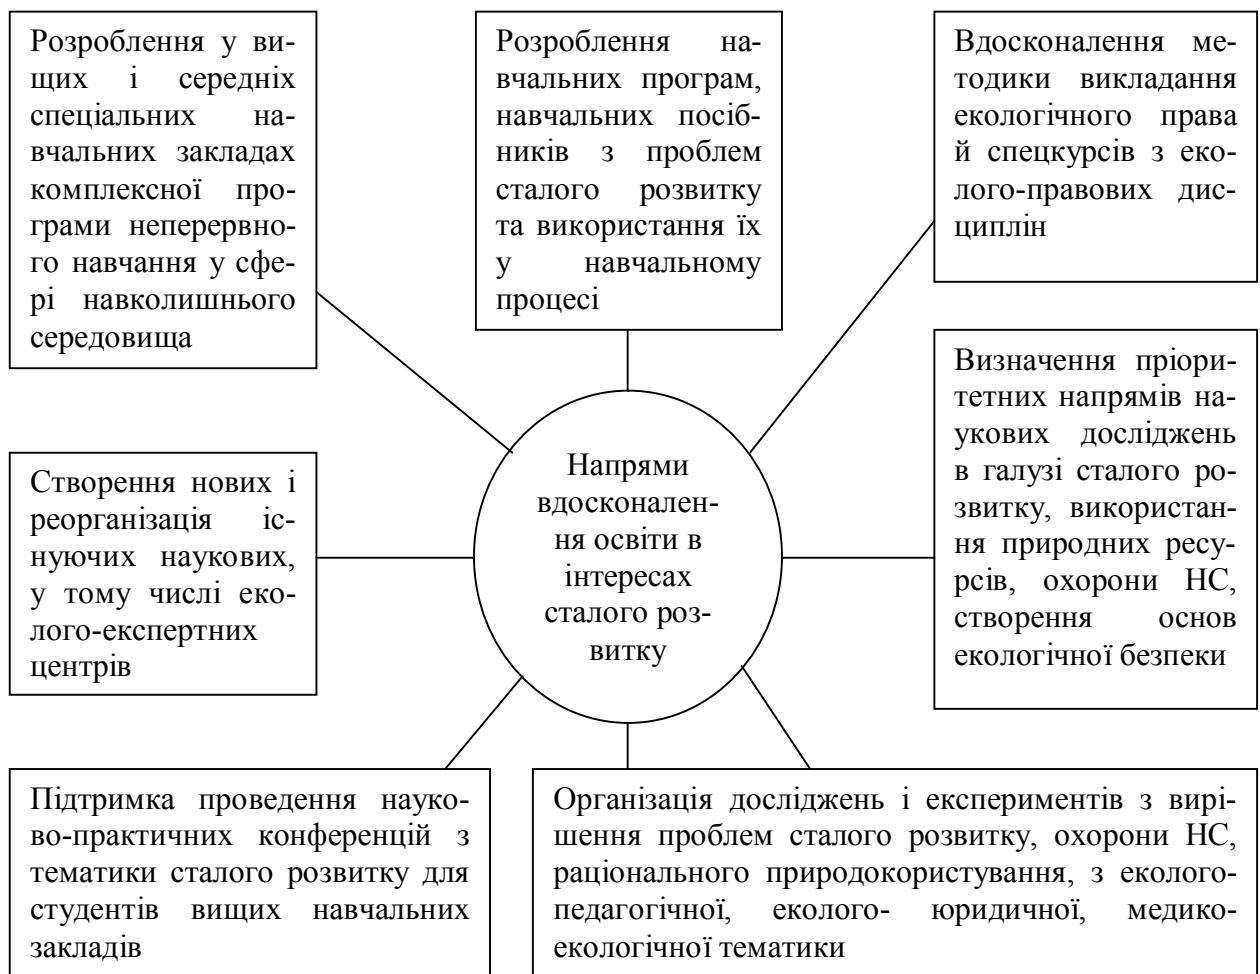 Розроблення у ви-
щих і середніх
спеціальних на-
вчальних закладах
комплексної про-
грами неперервно-
го навчання у сфе-
рі навколишнього
середовища
Розроблення на-
вчальних програм,
навчальних посіб-
ників з проблем
сталого розвитку
та використання їх
у навчальному
процесі
Вдосконалення ме-
тодики викладання
екологічного права
й спецкурсів з еко-
лого-правових дис-
циплін
Створення нових і
реорганізація іс-
нуючих наукових,
у тому числі еко-
лого-експертних
центрів
Напрями
вдосконален-
ня освіти в
інтересах
сталого роз-
витку
Визначення пріори-
тетних напрямів на-
укових досліджень
в галузі сталого ро-
звитку, використан-
ня природних ресу-
рсів, охорони НС,
створення основ
екологічної безпеки
Підтримка проведення науко-
во-практичних конференцій з
тематики сталого розвитку для
студентів вищих навчальних
закладів
Організація досліджень і експериментів з вирі-
шення проблем сталого розвитку, охорони НС,
раціонального природокористування, з еколого-
педагогічної, еколого- юридичної, медико-
екологічної тематики